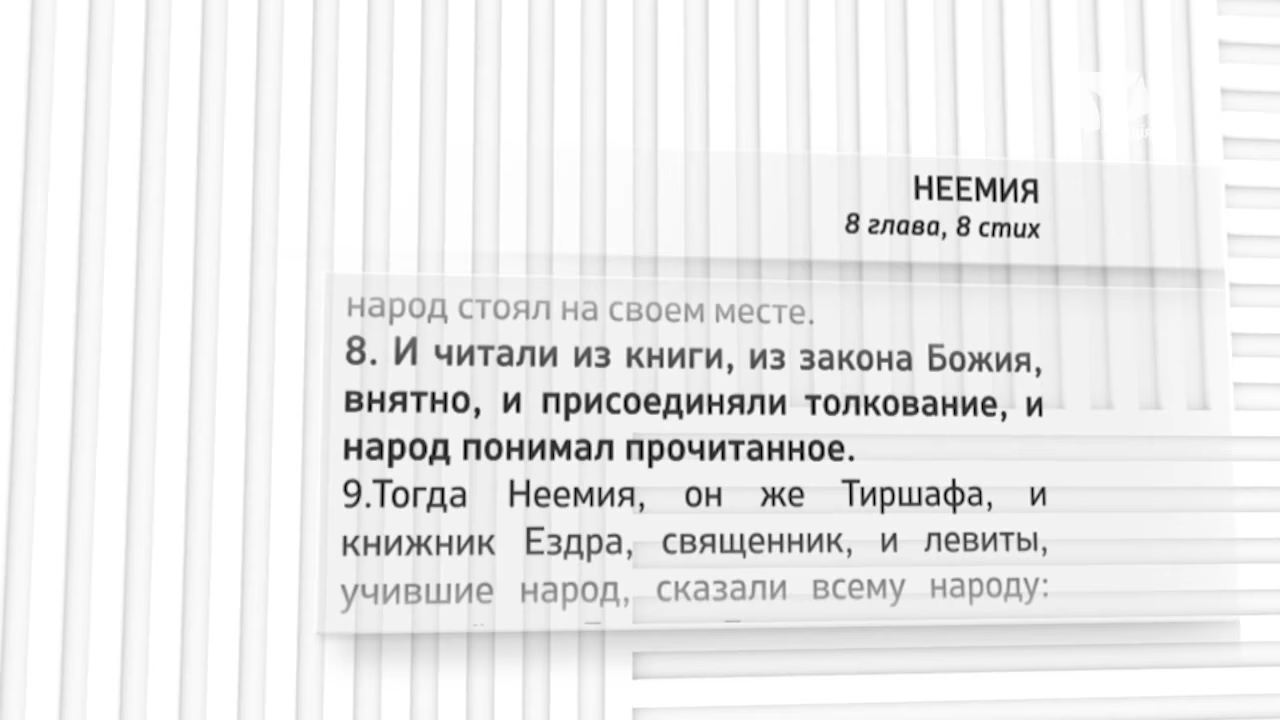 НЕЕМИЯ
8 глава, 8 стих
народ стоял на своем месте.
8. И читали из книги, из закона Божия,
внятно, и присоединяли толкование, и
народ понимал прочитанное.
9.Тогда Неемия, он же Тиршафа, и
книжник Ездра, священник, и левиты,
учившие народ, сказали всему народу: